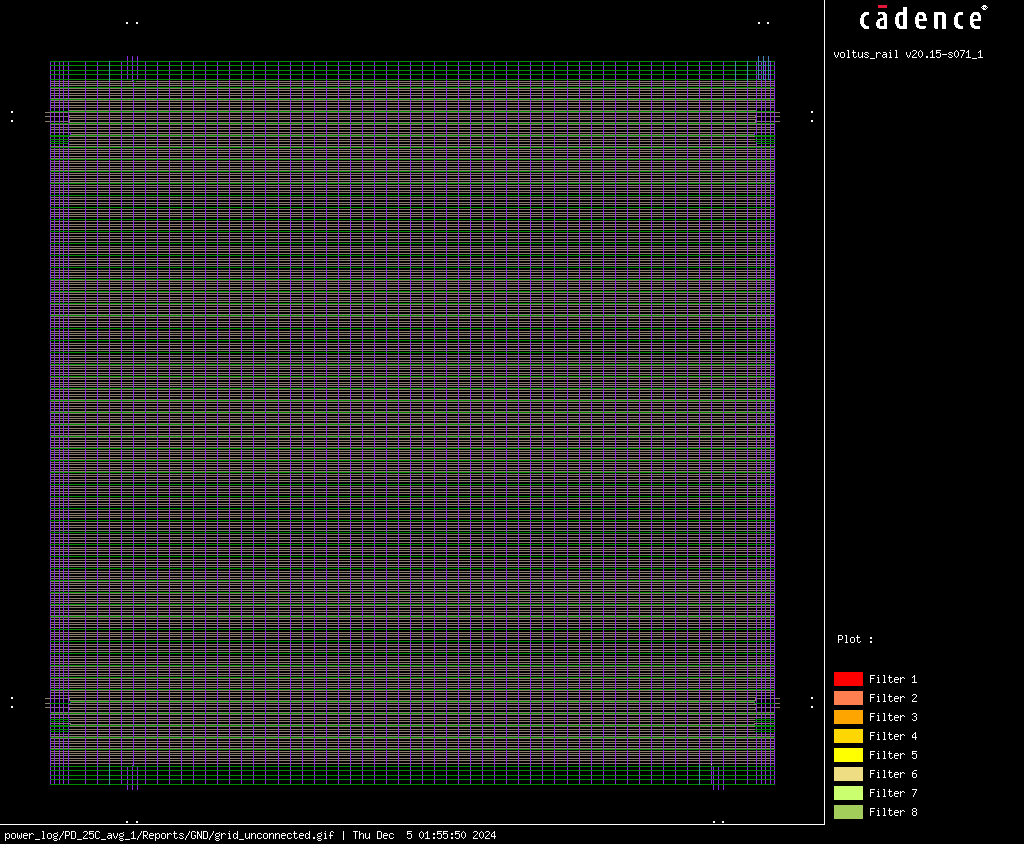 cādence®
voltus_rail v20.15-s071_1
Plot :
Filter 1
Filter 2
Filter 3
Filter 4
Filter 5
Filter 6
Filter 7
Filter 8
power_log/PD_25C_avg_1/Reports/GND/grid_unconnected.gif | Thu Dec  5 01:55:50 2024